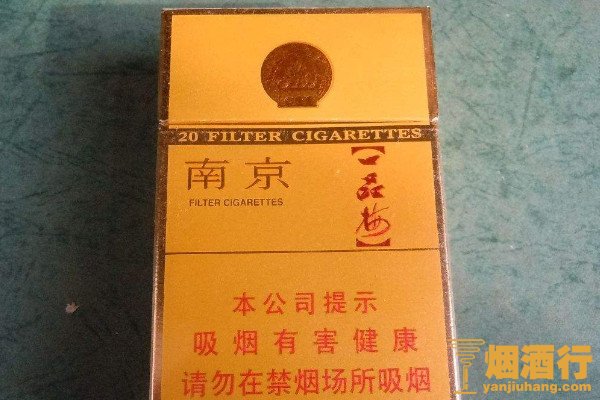 20 FILTER CIGARETTES
南京
FILTER CIGARETTES
【一品梅】
本公司提示
吸烟有害健康
请勿在禁烟场所吸烟
烟酒行
yanjiuhang.com